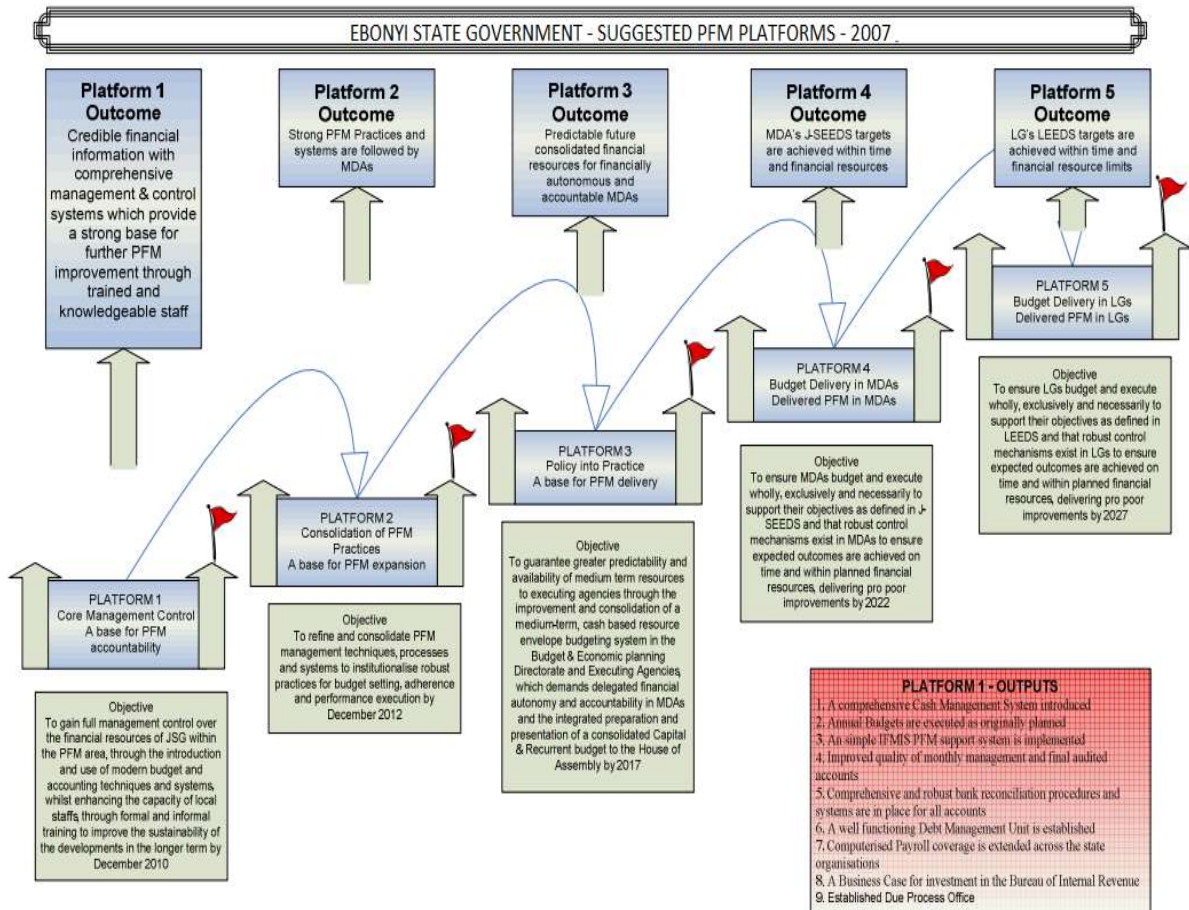 EBONYI STATE GOVERNMENT - SUGGESTED PFM PLATFORMS - 2007
Platform 1
Outcome
Credible financial
information with
comprehensive
management & control
systems which provide
a strong base for
further PFM
improvement through
trained and
knowledgeable staff
Platform 2
Outcome
Strong PFM Practices and
systems are followed by
MDAs
Platform 3
Outcome
Predictable future
consolidated financial
resources for financially
autonomous and
accountable MDAs
Platform 4
Outcome
MDA's J-SEEDS targets
are achieved within time
and financial resources
Platform 5
Outcome
LG's LEEDS targets are
achieved within time and
financial resource limits
PLATFORM 1
Core Management Control
A base for PFM
accountability
Objective
To gain full management control over
the financial resources of JSG within
the PFM area, through the introduction
and use of modern budget and
accounting techniques and systems,
whilst enhancing the capacity of local
staffs, through formal and informal
training to improve the sustainability of
the developments in the longer term by
December 2010
PLATFORM 2
Consolidation of PFM
Practices
A base for PFM expansion
Objective
To refine and consolidate PFM
management techniques, processes
and systems to institutionalise robust
practices for budget setting, adherence
and performance execution by
December 2012
PLATFORM 3
Policy into Practice
A base for PFM delivery
Objective
To guarantee greater predictability and
availability of medium term resources
to executing agencies through the
improvement and consolidation of a
medium-term, cash based resource
envelope budgeting system in the
Budget & Economic planning
Directorate and Executing Agencies,
which demands delegated financial
autonomy and accountability in MDAs
and the integrated preparation and
presentation of a consolidated Capital
& Recurrent budget to the House of
Assembly by 2017
PLATFORM 4
Budget Delivery in MDAs
Delivered PFM in MDAs
Objective
To ensure MDAs budget and execute
wholly, exclusively and necessarily to
support their objectives as defined in J-
SEEDS and that robust control
mechanisms exist in MDAs to ensure
expected outcomes are achieved on
time and within planned financial
resources, delivering pro poor
improvements by 2022
PLATFORM 5
Budget Delivery in LGs
Delivered PFM in LGs
Objective
To ensure LGs budget and execute
wholly, exclusively and necessarily to
support their objectives as defined in
LEEDS and that robust control
mechanisms exist in LGs to ensure
expected outcomes are achieved on
time and within planned financial
resources, delivering pro poor
improvements by 2027
PLATFORM 1 - OUTPUTS
1. A comprehensive Cash Management System introduced
2. Annual Budgets are executed as originally planned
3. An simple IFMIS PFM support system is implemented
4. Improved quality of monthly management and final audited
accounts
5. Comprehensive and robust bank reconciliation procedures and
systems are in place for all accounts
6. A well functioning Debt Management Unit is established
7. Computerised Payroll coverage is extended across the state
organisations
8. A Business Case for investment in the Bureau of Internal Revenue
9. Established Due Process Office